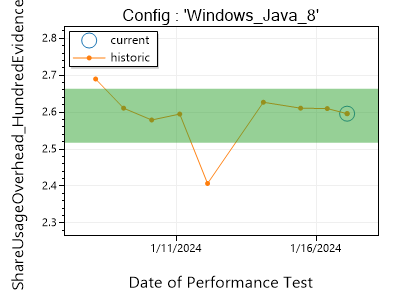 Config : 'Windows_Java_8'
current
historic
2.8
2.7
2.6
2.5
2.4
2.3
ShareUsageOverhead_HundredEvidence
1/11/2024
1/16/2024
Date of Performance Test